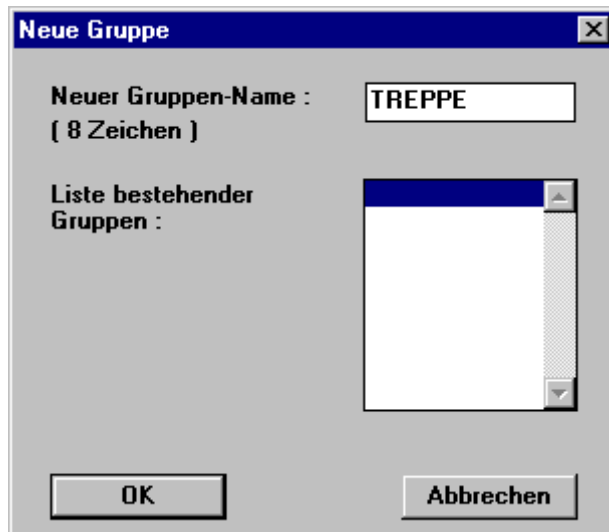 Neue Gruppe
Neuer Gruppen-Name :
TREPPE
( 8 Zeichen )
Liste bestehender
Gruppen :
OK
Abbrechen